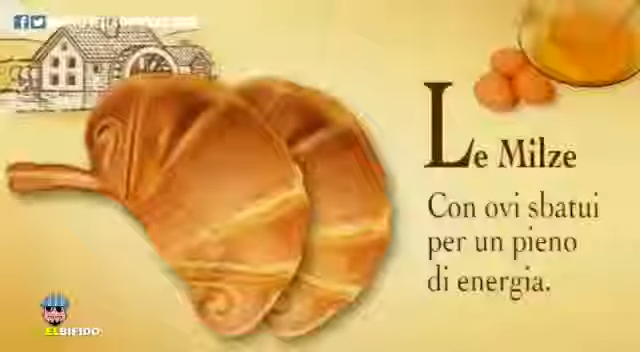 Le Milze
Con ovi sbatui
per un pieno
di energia.
ELBIFIDO